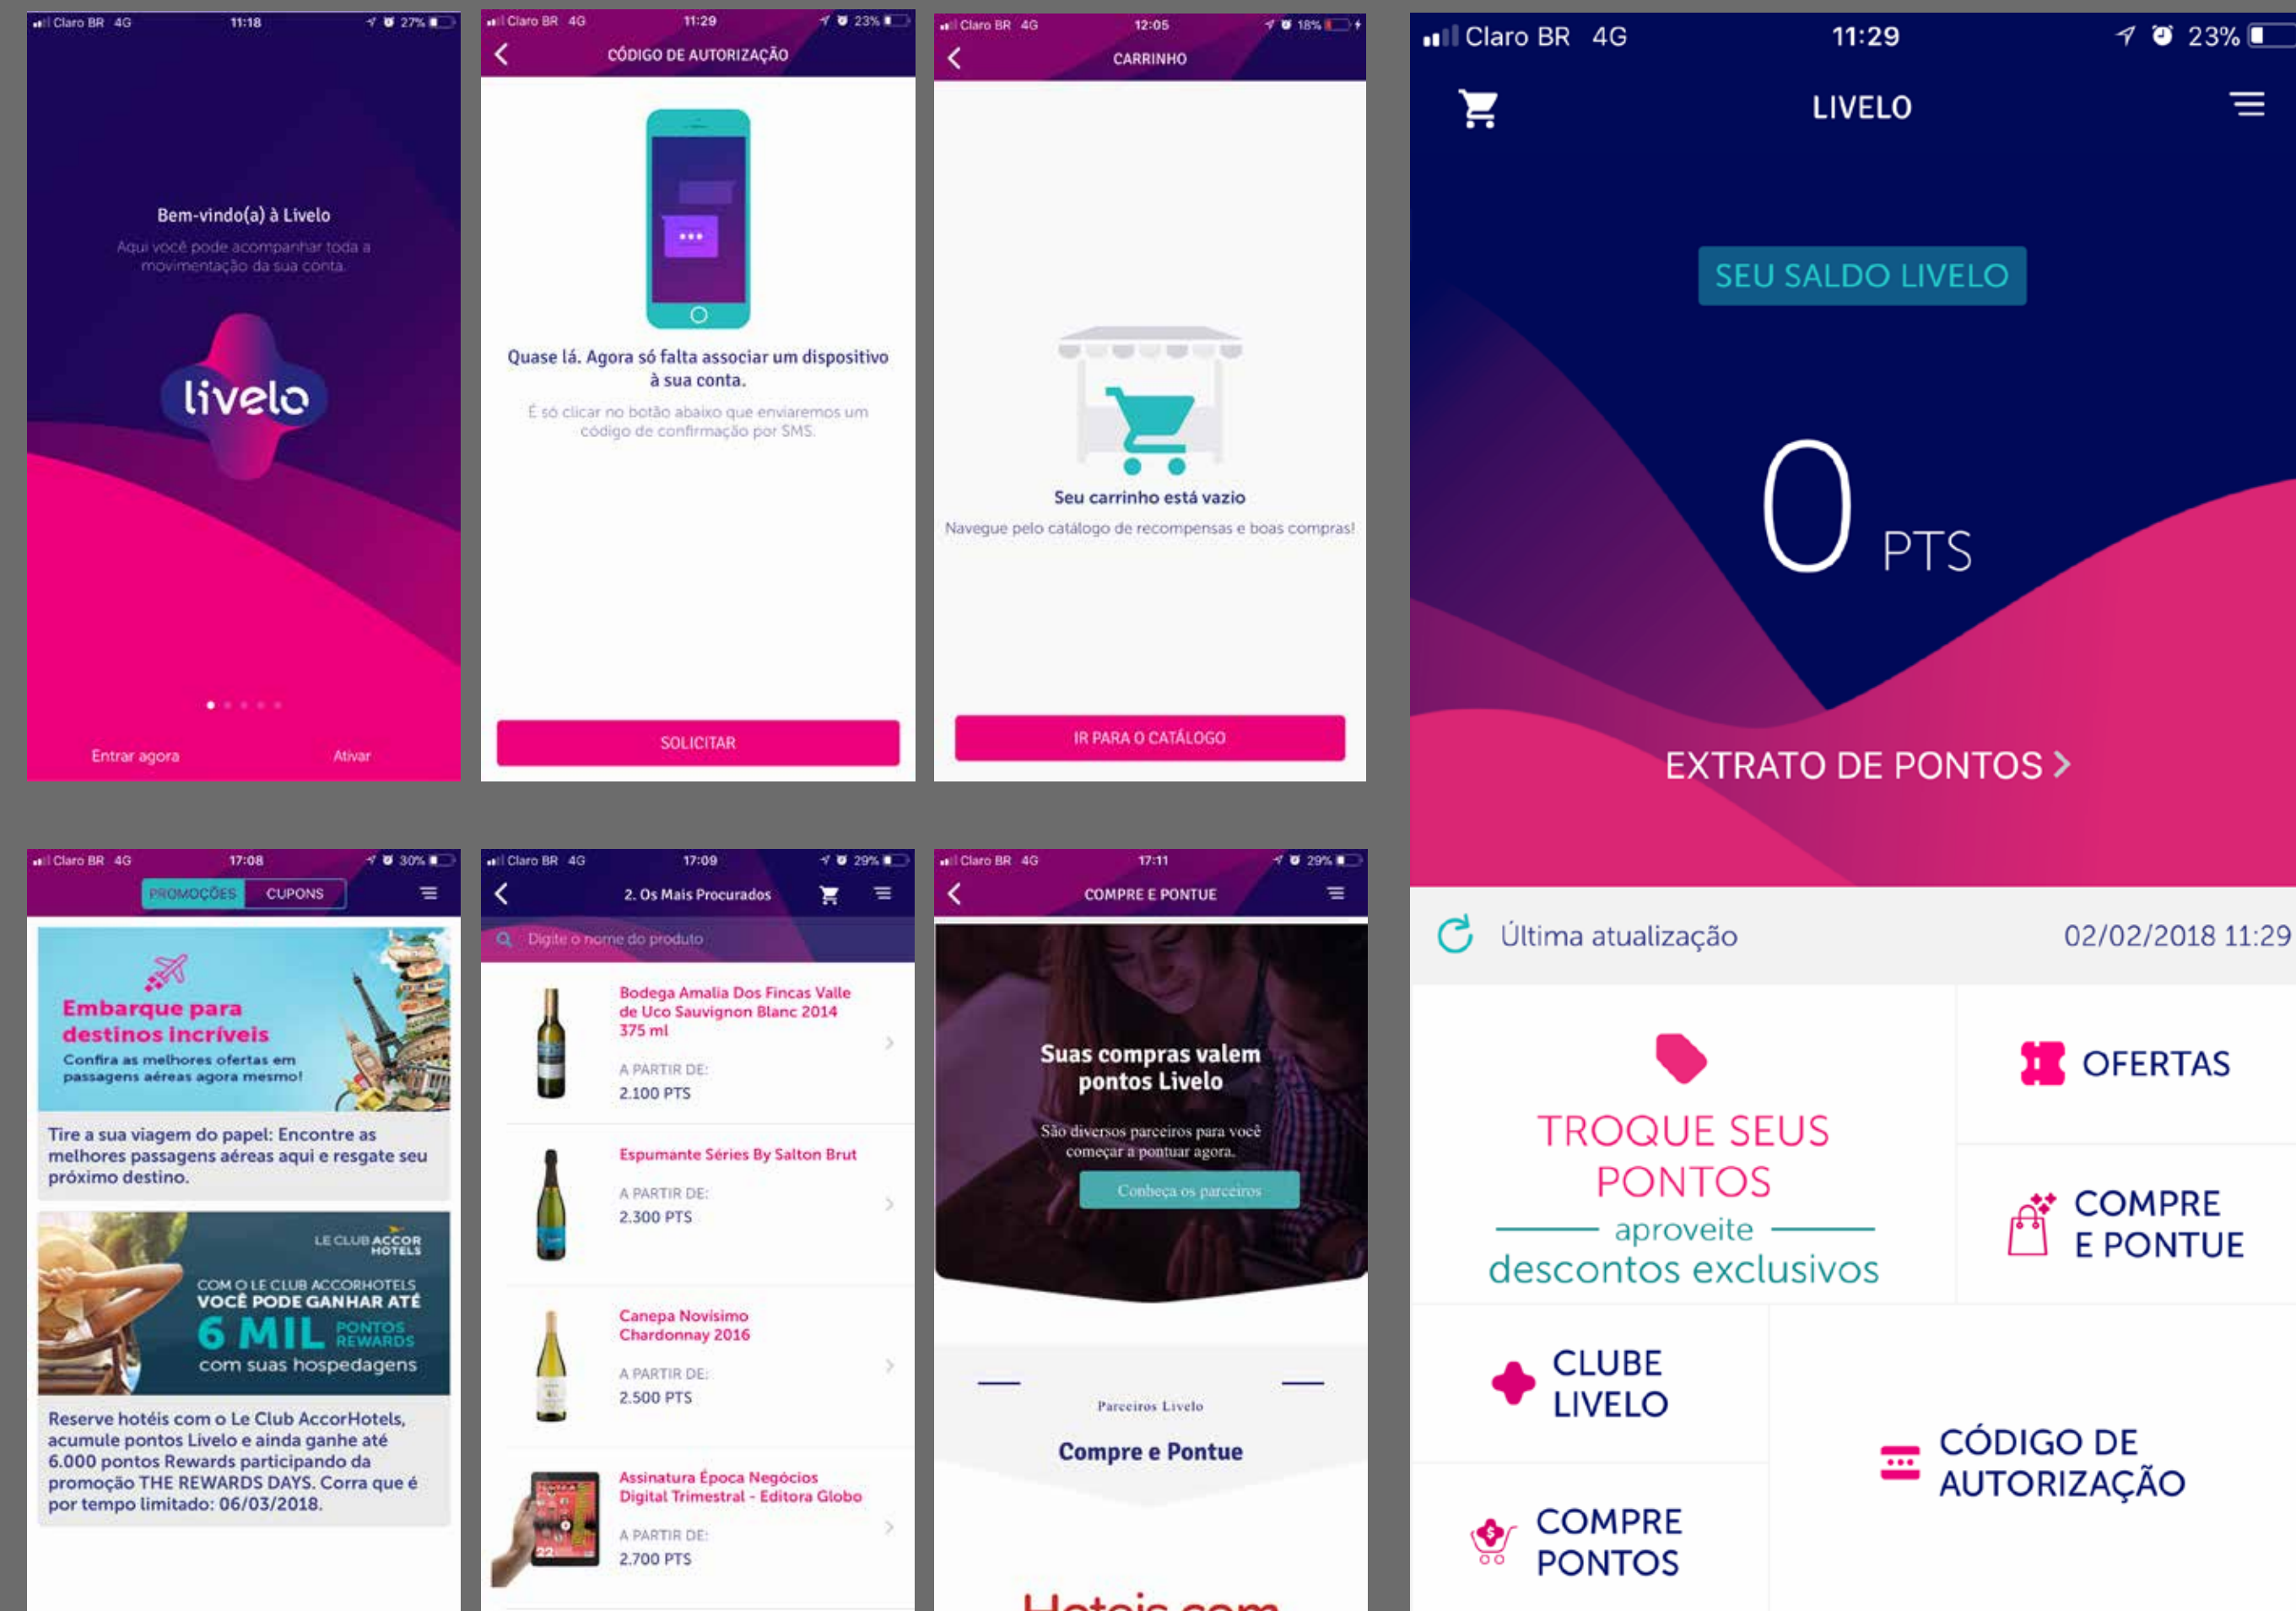 Claro BR 4G 11:18 27%
Bem-vindo(a) à Livelo
Aqui você pode acompanhar toda a
movimentação da sua conta.
livelo
Entrar agora Ativar
Claro BR 4G 11:29 23%
CÓDIGO DE AUTORIZAÇÃO
Quase lá. Agora só falta associar um dispositivo
à sua conta.
É só clicar no botão abaixo que enviaremos um
código de confirmação por SMS.
SOLICITAR
Claro BR 4G 12:05 18%
CARRINHO
Seu carrinho está vazio
Navegue pelo catálogo de recompensas e boas compras!
IR PARA O CATÁLOGO
Claro BR 4G 11:29 23%
LIVELO
SEU SALDO LIVELO
0 PTS
EXTRATO DE PONTOS >
Última atualização 02/02/2018 11:29
TROQUE SEUS
PONTOS
aproveite
descontos exclusivos
OFERTAS
COMPRE
E PONTUE
CLUBE
LIVELO
CÓDIGO DE
AUTORIZAÇÃO
COMPRE
PONTOS
Claro BR 4G 17:08 30%
PROMOÇÕES CUPONS
Embarque para
destinos incríveis
Confira as melhores ofertas em
passagens aéreas agora mesmo!
Tire a sua viagem do papel: Encontre as
melhores passagens aéreas aqui e resgate seu
próximo destino.
LE CLUB ACCOR
HOTELS
COM O LE CLUB ACCORHOTELS
VOCÊ PODE GANHAR ATÉ
6 MIL PONTOS
REWARDS
com suas hospedagens
Reserve hotéis com o Le Club AccorHotels,
acumule pontos Livelo e ainda ganhe até
6.000 pontos Rewards participando da
promoção THE REWARDS DAYS. Corra que é
por tempo limitado: 06/03/2018.
Claro BR 4G 17:09 29%
2. Os Mais Procurados
Digite o nome do produto
Bodega Amalia Dos Fincas Valle
de Uco Sauvignon Blanc 2014
375 ml
A PARTIR DE:
2.100 PTS
Espumante Séries By Salton Brut
A PARTIR DE:
2.300 PTS
Canepa Novísimo
Chardonnay 2016
A PARTIR DE:
2.500 PTS
Assinatura Época Negócios
Digital Trimestral - Editora Globo
A PARTIR DE:
2.700 PTS
22
Claro BR 4G 17:11 29%
COMPRE E PONTUE
Suas compras valem
pontos Livelo
São diversos parceiros para você
começar a pontuar agora.
Conheça os parceiros
Parceiros Livelo
Compre e Pontue
Hoteis.com